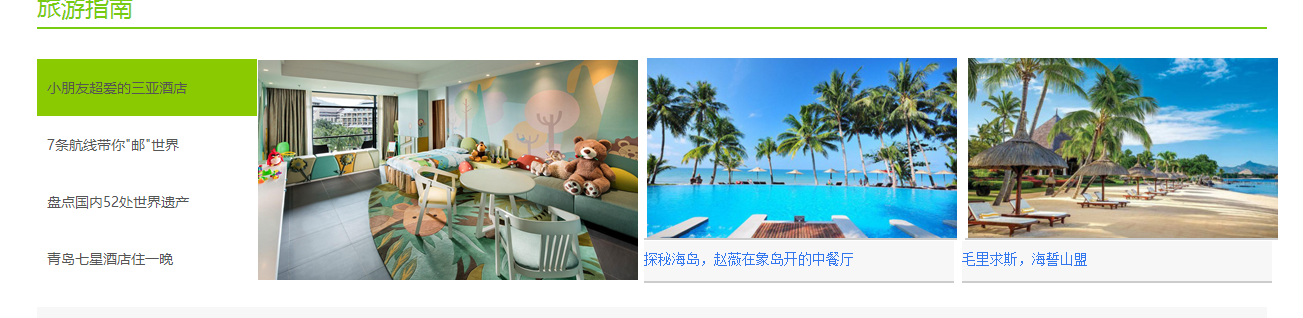 旅游指南
小朋友超爱的三亚酒店
7条航线带你"邮"世界
盘点国内52处世界遗产
青岛七星酒店住一晚
探秘海岛，赵薇在象岛开的中餐厅
毛里求斯，海誓山盟